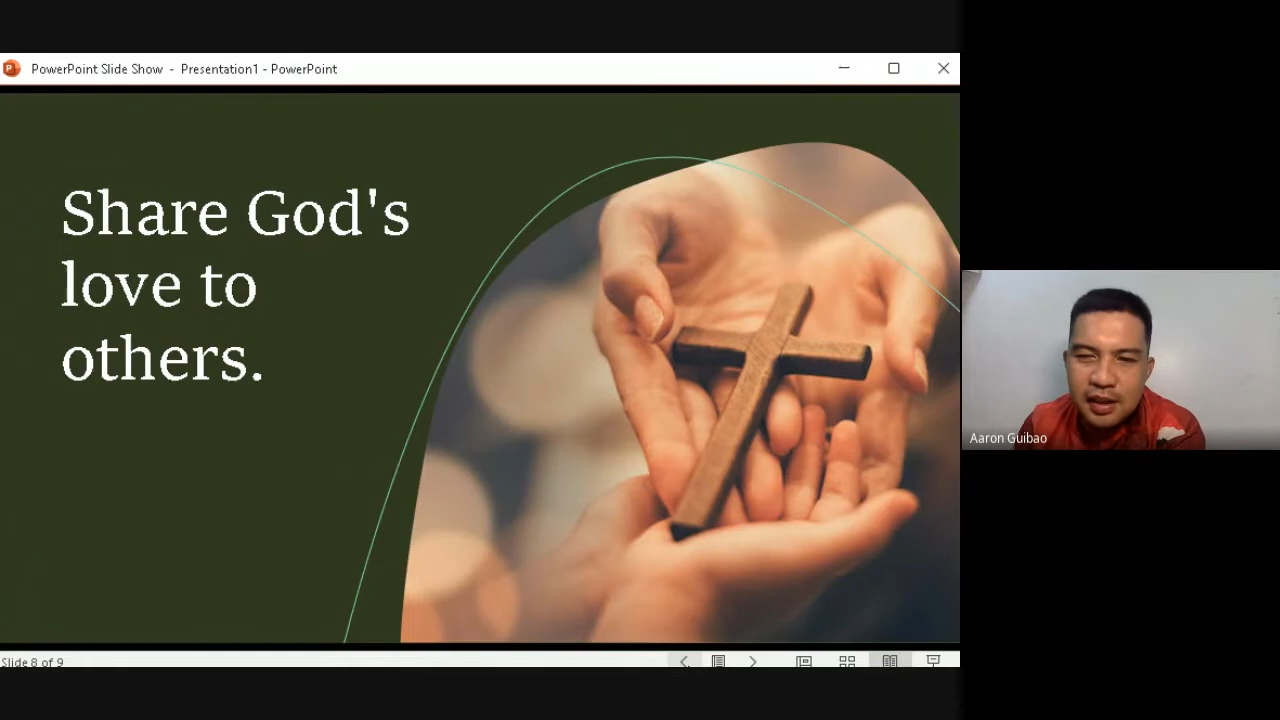 PowerPoint Slide Show - Presentation1 - PowerPoint
Share God's
love to
others.
Aaron Guibao
Slide 8 of 9